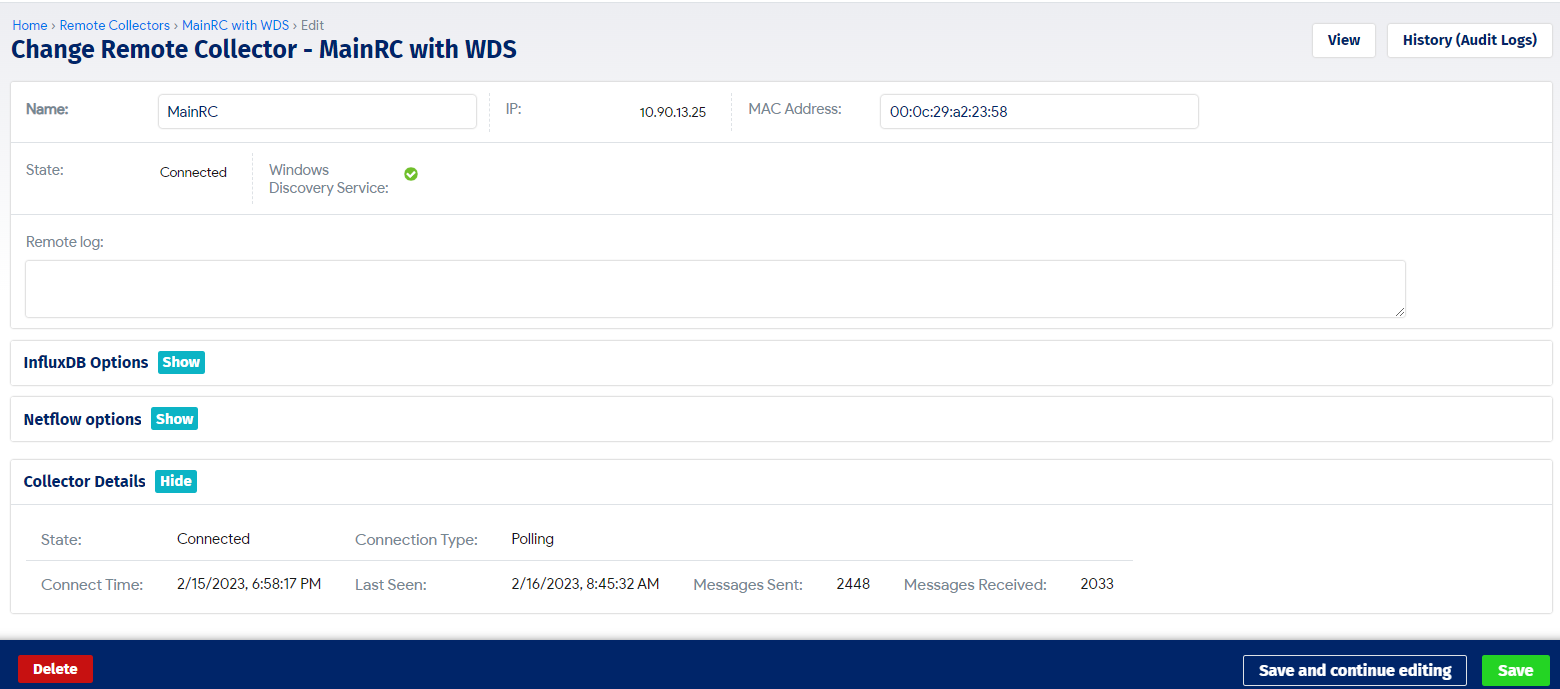 Home › Remote Collectors › MainRC with WDS › Edit
Change Remote Collector - MainRC with WDS
View
History (Audit Logs)
Name: MainRC IP: 10.90.13.25 MAC Address: 00:0c:29:a2:23:58
State: Connected Windows
Discovery Service:
Remote log:
InfluxDB Options Show
Netflow options Show
Collector Details Hide
State: Connected Connection Type: Polling
Connect Time: 2/15/2023, 6:58:17 PM Last Seen: 2/16/2023, 8:45:32 AM Messages Sent: 2448 Messages Received: 2033
Delete Save and continue editing Save